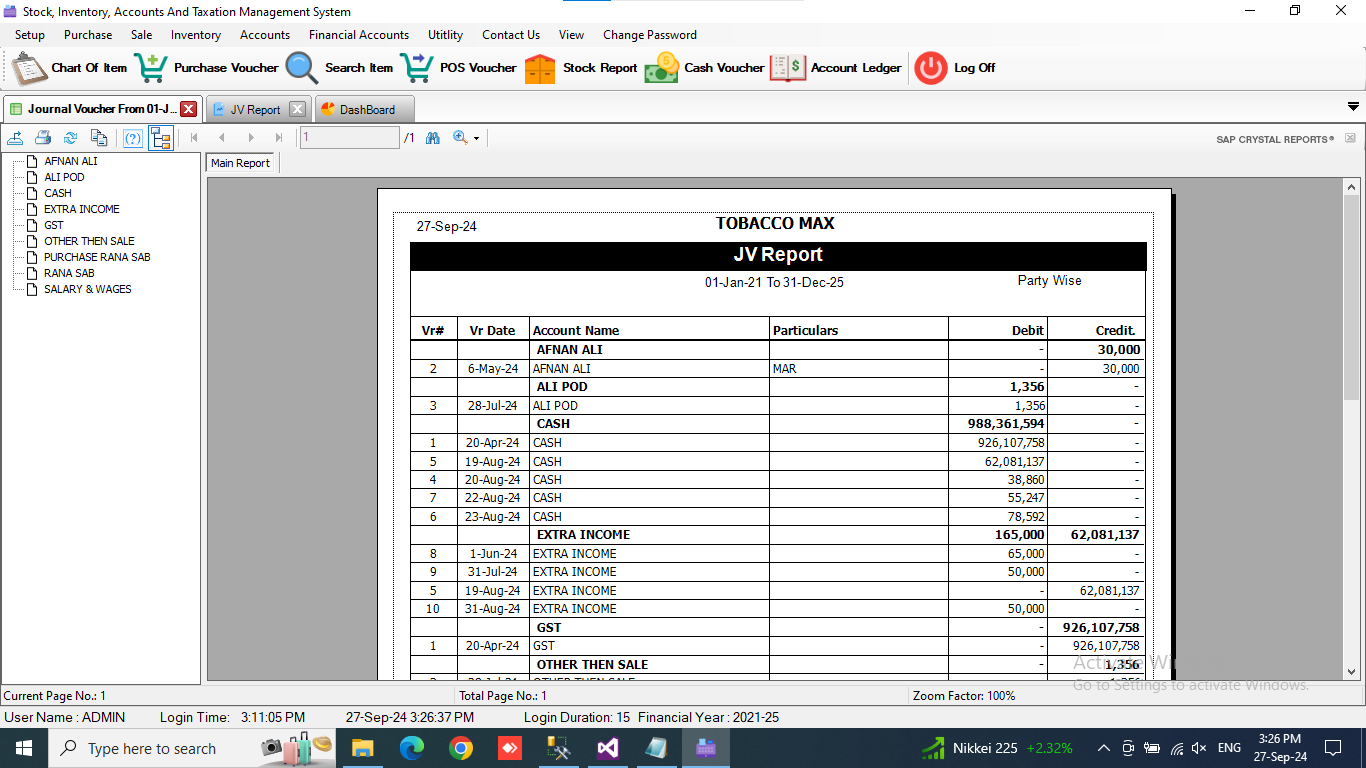 Stock, Inventory, Accounts And Taxation Management System
Setup Purchase Sale Inventory Accounts Financial Accounts Utitlity Contact Us View Change Password
Chart Of Item Purchase Voucher Search Item POS Voucher Stock Report Cash Voucher Account Ledger Log Off
Journal Voucher From 01-J... JV Report DashBoard
1 /1 SAP CRYSTAL REPORTS®
Main Report
AFNAN ALI
ALI POD
CASH
EXTRA INCOME
GST
OTHER THEN SALE
PURCHASE RANA SAB
RANA SAB
SALARY & WAGES
27-Sep-24 TOBACCO MAX
JV Report
01-Jan-21 To 31-Dec-25 Party Wise
Vr# Vr Date Account Name Particulars Debit Credit.
AFNAN ALI - 30,000
2 6-May-24 AFNAN ALI MAR - 30,000
ALI POD 1,356 -
3 28-Jul-24 ALI POD 1,356 -
CASH 988,361,594 -
1 20-Apr-24 CASH 926,107,758 -
5 19-Aug-24 CASH 62,081,137 -
4 20-Aug-24 CASH 38,860 -
7 22-Aug-24 CASH 55,247 -
6 23-Aug-24 CASH 78,592 -
EXTRA INCOME 165,000 62,081,137
8 1-Jun-24 EXTRA INCOME 65,000 -
9 31-Jul-24 EXTRA INCOME 50,000 -
5 19-Aug-24 EXTRA INCOME - 62,081,137
10 31-Aug-24 EXTRA INCOME 50,000 -
GST - 926,107,758
1 20-Apr-24 GST - 926,107,758
OTHER THEN SALE - 1,356
Activate Wi
Go to Settings to activate Windows.
Current Page No.: 1 Total Page No.: 1 Zoom Factor: 100%
User Name : ADMIN Login Time: 3:11:05 PM 27-Sep-24 3:26:37 PM Login Duration: 15 Financial Year : 2021-25
Type here to search Nikkei 225 +2.32% ENG 3:26 PM
27-Sep-24